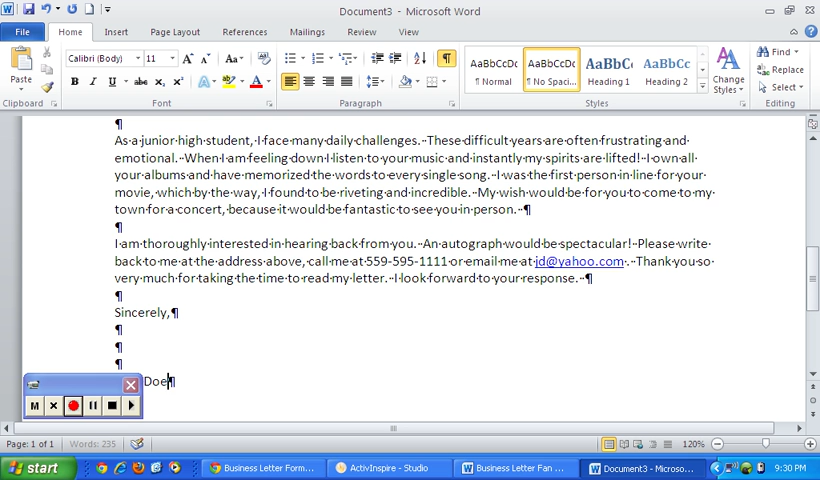 Document3 - Microsoft Word
File Home Insert Page Layout References Mailings Review View
Calibri (Body) 11 A A Aa
Paste
B I U abc A
AaBbCcDc AaBbCcDc AaBbCc AaBbCc
¶ Normal ¶ No Spaci... Heading 1 Heading 2
Change
Styles
Find
Replace
Select
Clipboard Font Paragraph Styles Editing
¶
As a junior high student, I face many daily challenges. These difficult years are often frustrating and
emotional. When I am feeling down I listen to your music and instantly my spirits are lifted! I own all
your albums and have memorized the words to every single song. I was the first person in line for your
movie, which by the way, I found to be riveting and incredible. My wish would be for you to come to my
town for a concert, because it would be fantastic to see you in person. ¶
¶
I am thoroughly interested in hearing back from you. An autograph would be spectacular! Please write
back to me at the address above, call me at 559-595-1111 or email me at jd@yahoo.com . Thank you so
very much for taking the time to read my letter. I look forward to your response. ¶
¶
Sincerely,¶
¶
¶
¶
Doe¶
M
Page: 1 of 1 Words: 235 120%
start Business Letter Form... ActivInspire - Studio Business Letter Fan ... Document3 - Microso... 9:30 PM